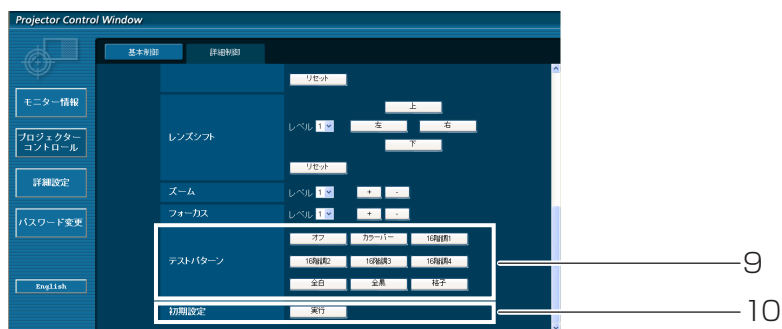 Projector Control Window
基本制御 詳細制御
リセット
モニター情報
上
レンズシフト レベル 1 左 右
プロジェクター
コントロール
下
リセット
詳細設定
ズーム レベル 1 + -
パスワード変更
フォーカス レベル 1 + -
オフ カラーバー 16階調1
テストパターン 16階調2 16階調3 16階調4 9
全白 全黒 格子
English
初期設定 実行 10